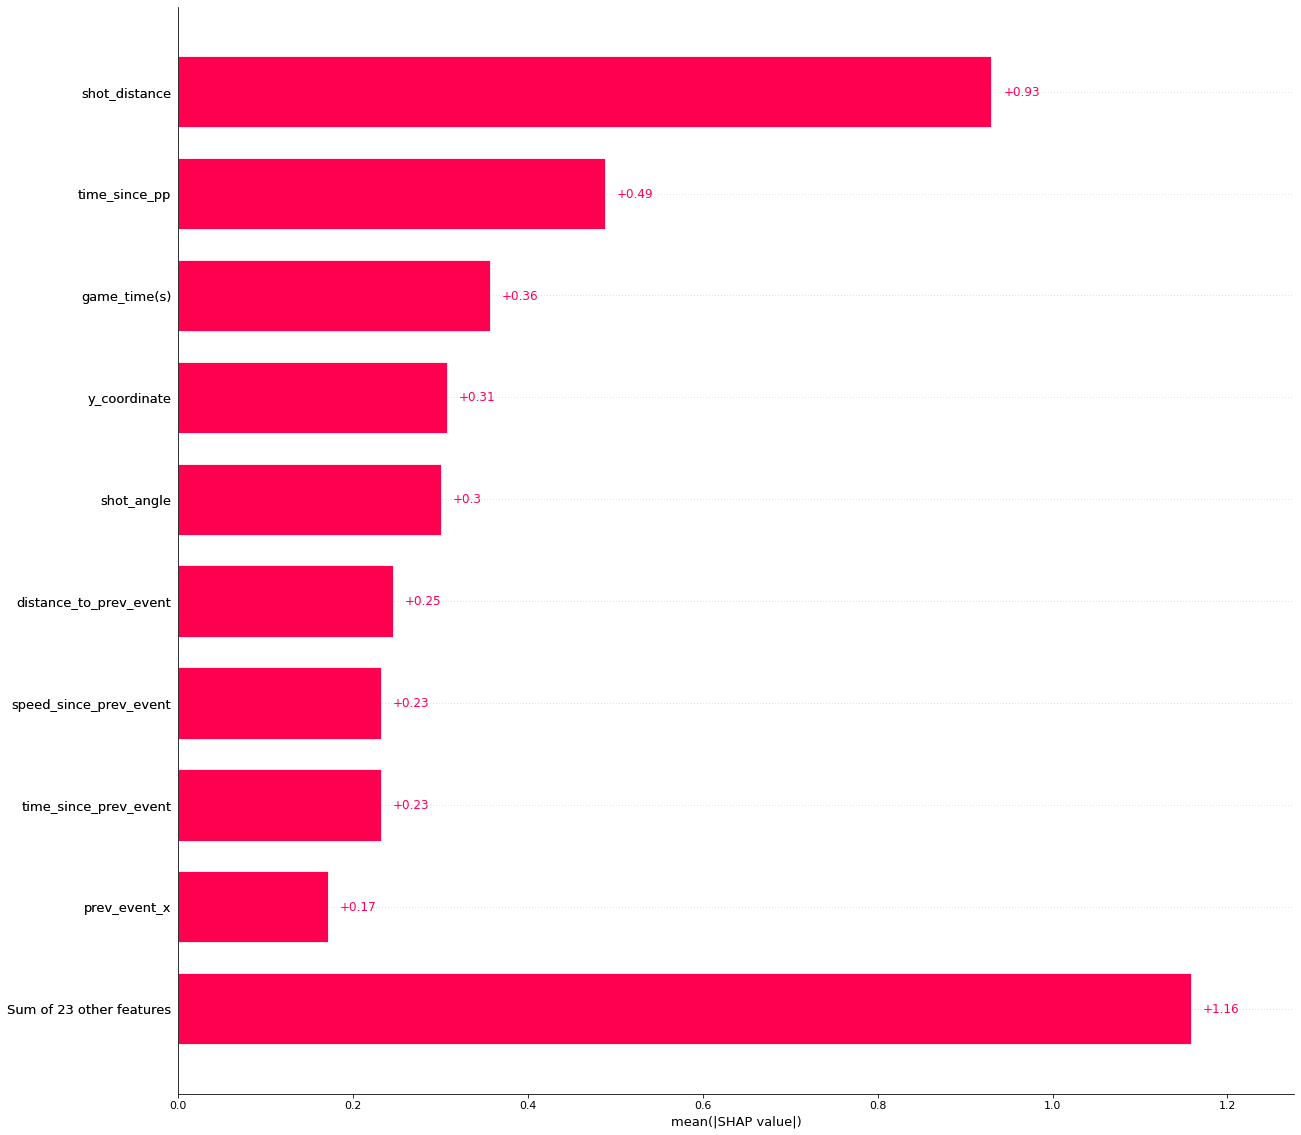 shot_distance +0.93
time_since_pp +0.49
game_time(s) +0.36
y_coordinate +0.31
shot_angle +0.3
distance_to_prev_event +0.25
speed_since_prev_event +0.23
time_since_prev_event +0.23
prev_event_x +0.17
Sum of 23 other features +1.16
0.0 0.2 0.4 0.6 0.8 1.0 1.2
mean(|SHAP value|)